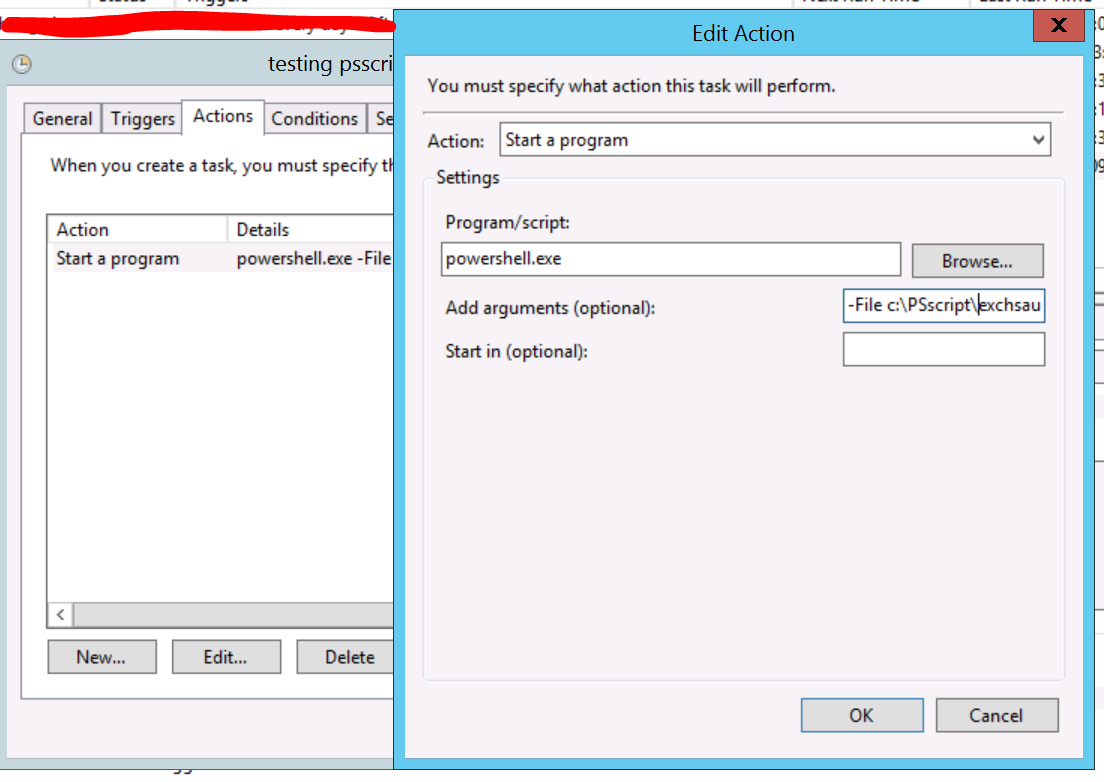 Edit Action
X
testing psscri
You must specify what action this task will perform.
General Triggers Actions Conditions Se
Action: Start a program
When you create a task, you must specify th
Settings
Action Details
Start a program powershell.exe -File
Program/script:
powershell.exe Browse...
Add arguments (optional): -File c:\PSscript\exchsau
Start in (optional):
<
New... Edit... Delete
OK Cancel